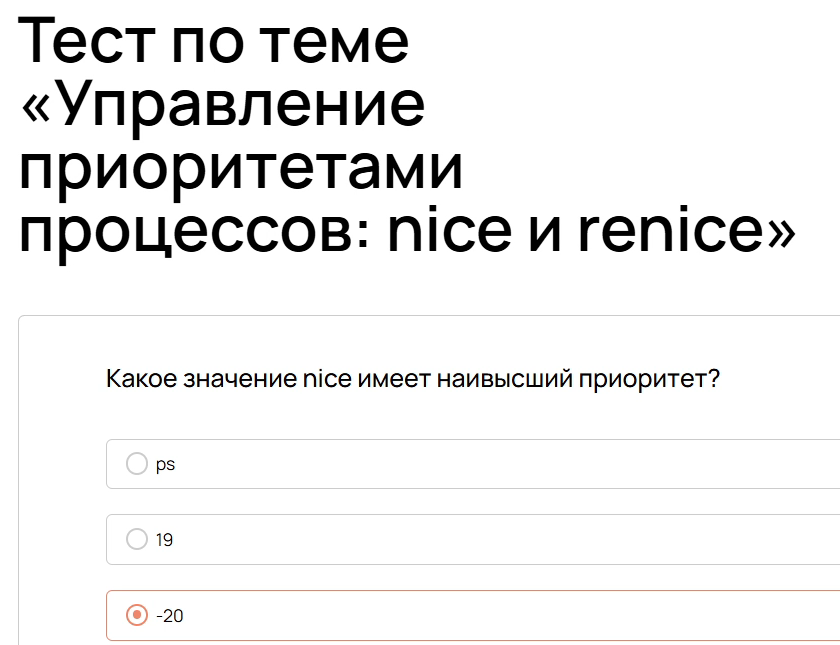 Тест по теме
«Управление
приоритетами
процессов: nice и renice»
Какое значение nice имеет наивысший приоритет?
ps
19
-20